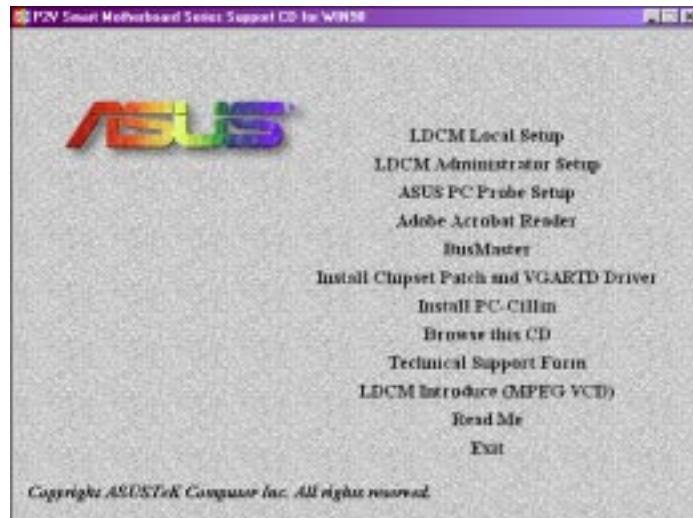 P2V Smart Motherboard Series Support CD for WIN98
ASUS
LDCM Local Setup
LDCM Administrator Setup
ASUS PC Probe Setup
Adobe Acrobat Reader
BusMaster
Install Chipset Patch and VGARTD Driver
Install PC-Cillin
Browse this CD
Technical Support Form
LDCM Introduce (MPEG VCD)
Read Me
Exit
Copyright ASUSTeK Computer Inc. All rights reserved.